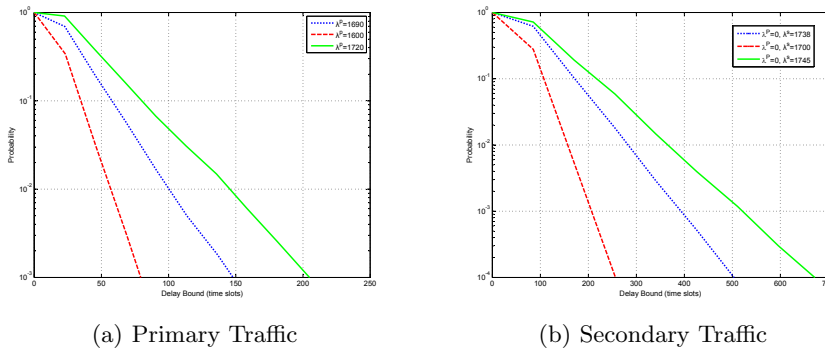 10^0
10^-1
10^-2
10^-3
Probability
0 50 100 150 200 250
Delay Bound (time slots)
λ^P=1690
λ^P=1600
λ^P=1720
(a) Primary Traffic
10^0
10^-1
10^-2
10^-3
10^-4
Probability
0 100 200 300 400 500 600 700
Delay Bound (time slots)
λ^P=0, λ^s=1738
λ^P=0, λ^s=1700
λ^P=0, λ^s=1745
(b) Secondary Traffic